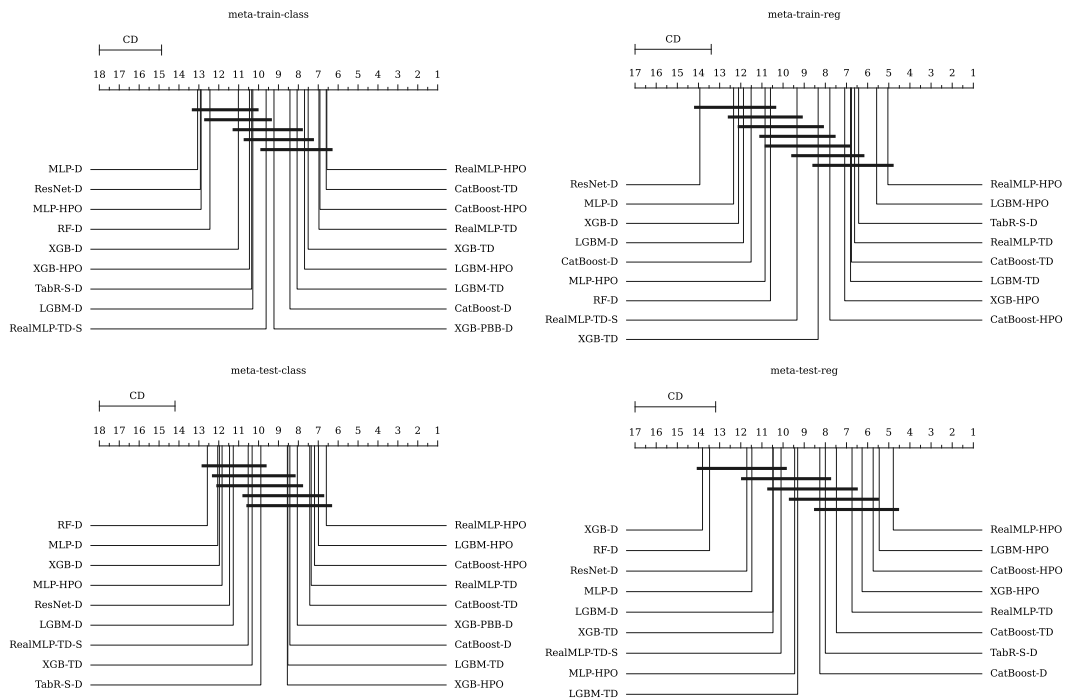 meta-train-class
CD
18 17 16 15 14 13 12 11 10 9 8 7 6 5 4 3 2 1
MLP-D
ResNet-D
MLP-HPO
RF-D
XGB-D
XGB-HPO
TabR-S-D
LGBM-D
RealMLP-TD-S
RealMLP-HPO
CatBoost-TD
CatBoost-HPO
RealMLP-TD
XGB-TD
LGBM-HPO
LGBM-TD
CatBoost-D
XGB-PBB-D
meta-train-reg
CD
17 16 15 14 13 12 11 10 9 8 7 6 5 4 3 2 1
ResNet-D
MLP-D
XGB-D
LGBM-D
CatBoost-D
MLP-HPO
RF-D
RealMLP-TD-S
XGB-TD
RealMLP-HPO
LGBM-HPO
TabR-S-D
RealMLP-TD
CatBoost-TD
LGBM-TD
XGB-HPO
CatBoost-HPO
meta-test-class
CD
18 17 16 15 14 13 12 11 10 9 8 7 6 5 4 3 2 1
RF-D
MLP-D
XGB-D
MLP-HPO
ResNet-D
LGBM-D
RealMLP-TD-S
XGB-TD
TabR-S-D
RealMLP-HPO
LGBM-HPO
CatBoost-HPO
RealMLP-TD
CatBoost-TD
XGB-PBB-D
CatBoost-D
LGBM-TD
XGB-HPO
meta-test-reg
CD
17 16 15 14 13 12 11 10 9 8 7 6 5 4 3 2 1
XGB-D
RF-D
ResNet-D
MLP-D
LGBM-D
XGB-TD
RealMLP-TD-S
MLP-HPO
LGBM-TD
RealMLP-HPO
LGBM-HPO
CatBoost-HPO
XGB-HPO
RealMLP-TD
CatBoost-TD
TabR-S-D
CatBoost-D